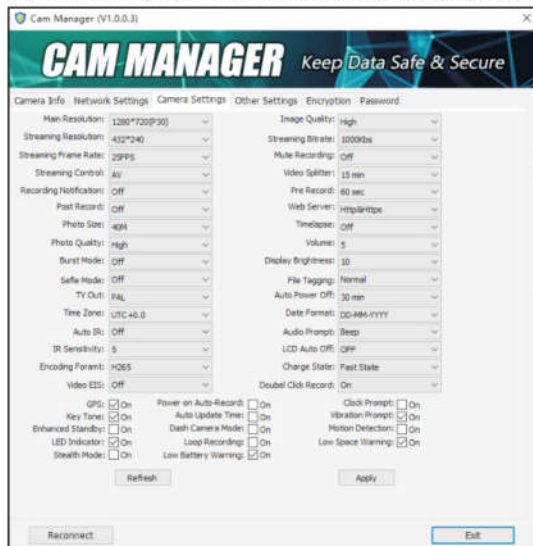 Cam Manager (V1.0.0.3)
CAM MANAGER Keep Data Safe & Secure
Camera Info Network Settings Camera Settings Other Settings Encryption Password
Main Resolution: 1280*720(P30) Image Quality: High
Streaming Resolution: 432*240 Streaming Bitrate: 1000Kbs
Streaming Frame Rate: 25FPS Mute Recording: Off
Streaming Control: AV Video Splitter: 15 min
Recording Notification: Off Pre Record: 60 sec
Post Record: Off Web Server: Http&Https
Photo Size: 40M Timelapse: Off
Photo Quality: High Volume: 5
Burst Mode: Off Display Brightness: 10
Selfie Mode: Off File Tagging: Normal
TV Out: PAL Auto Power Off: 30 min
Time Zone: UTC+0.0 Date Format: DD-MM-YYYY
Auto IR: Off Audio Prompt: Beep
IR Sensitivity: 5 LCD Auto Off: OFF
Encoding Foramt: H265 Charge State: Fast State
Video EIS: Off Doubel Click Record: On
GPS: On Power on Auto-Record: On Clock Prompt: On
Key Tone: On Auto Update Time: On Vibration Prompt: On
Enhanced Standby: On Dash Camera Mode: On Motion Detection: On
LED Indicator: On Loop Recording: On Low Space Warning: On
Stealth Mode: On Low Battery Warning: On
Refresh Apply
Reconnect Exit